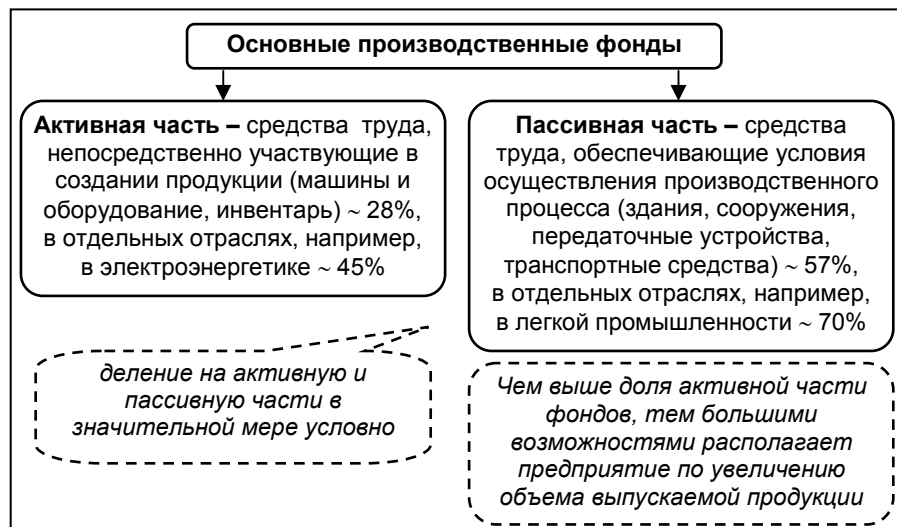 Основные производственные фонды
Активная часть – средства труда,
непосредственно участвующие в
создании продукции (машины и
оборудование, инвентарь) ~ 28%,
в отдельных отраслях, например,
в электроэнергетике ~ 45%
Пассивная часть – средства
труда, обеспечивающие условия
осуществления производственного
процесса (здания, сооружения,
передаточные устройства,
транспортные средства) ~ 57%,
в отдельных отраслях, например,
в легкой промышленности ~ 70%
деление на активную и
пассивную части в
значительной мере условно
Чем выше доля активной части
фондов, тем большими
возможностями располагает
предприятие по увеличению
объема выпускаемой продукции